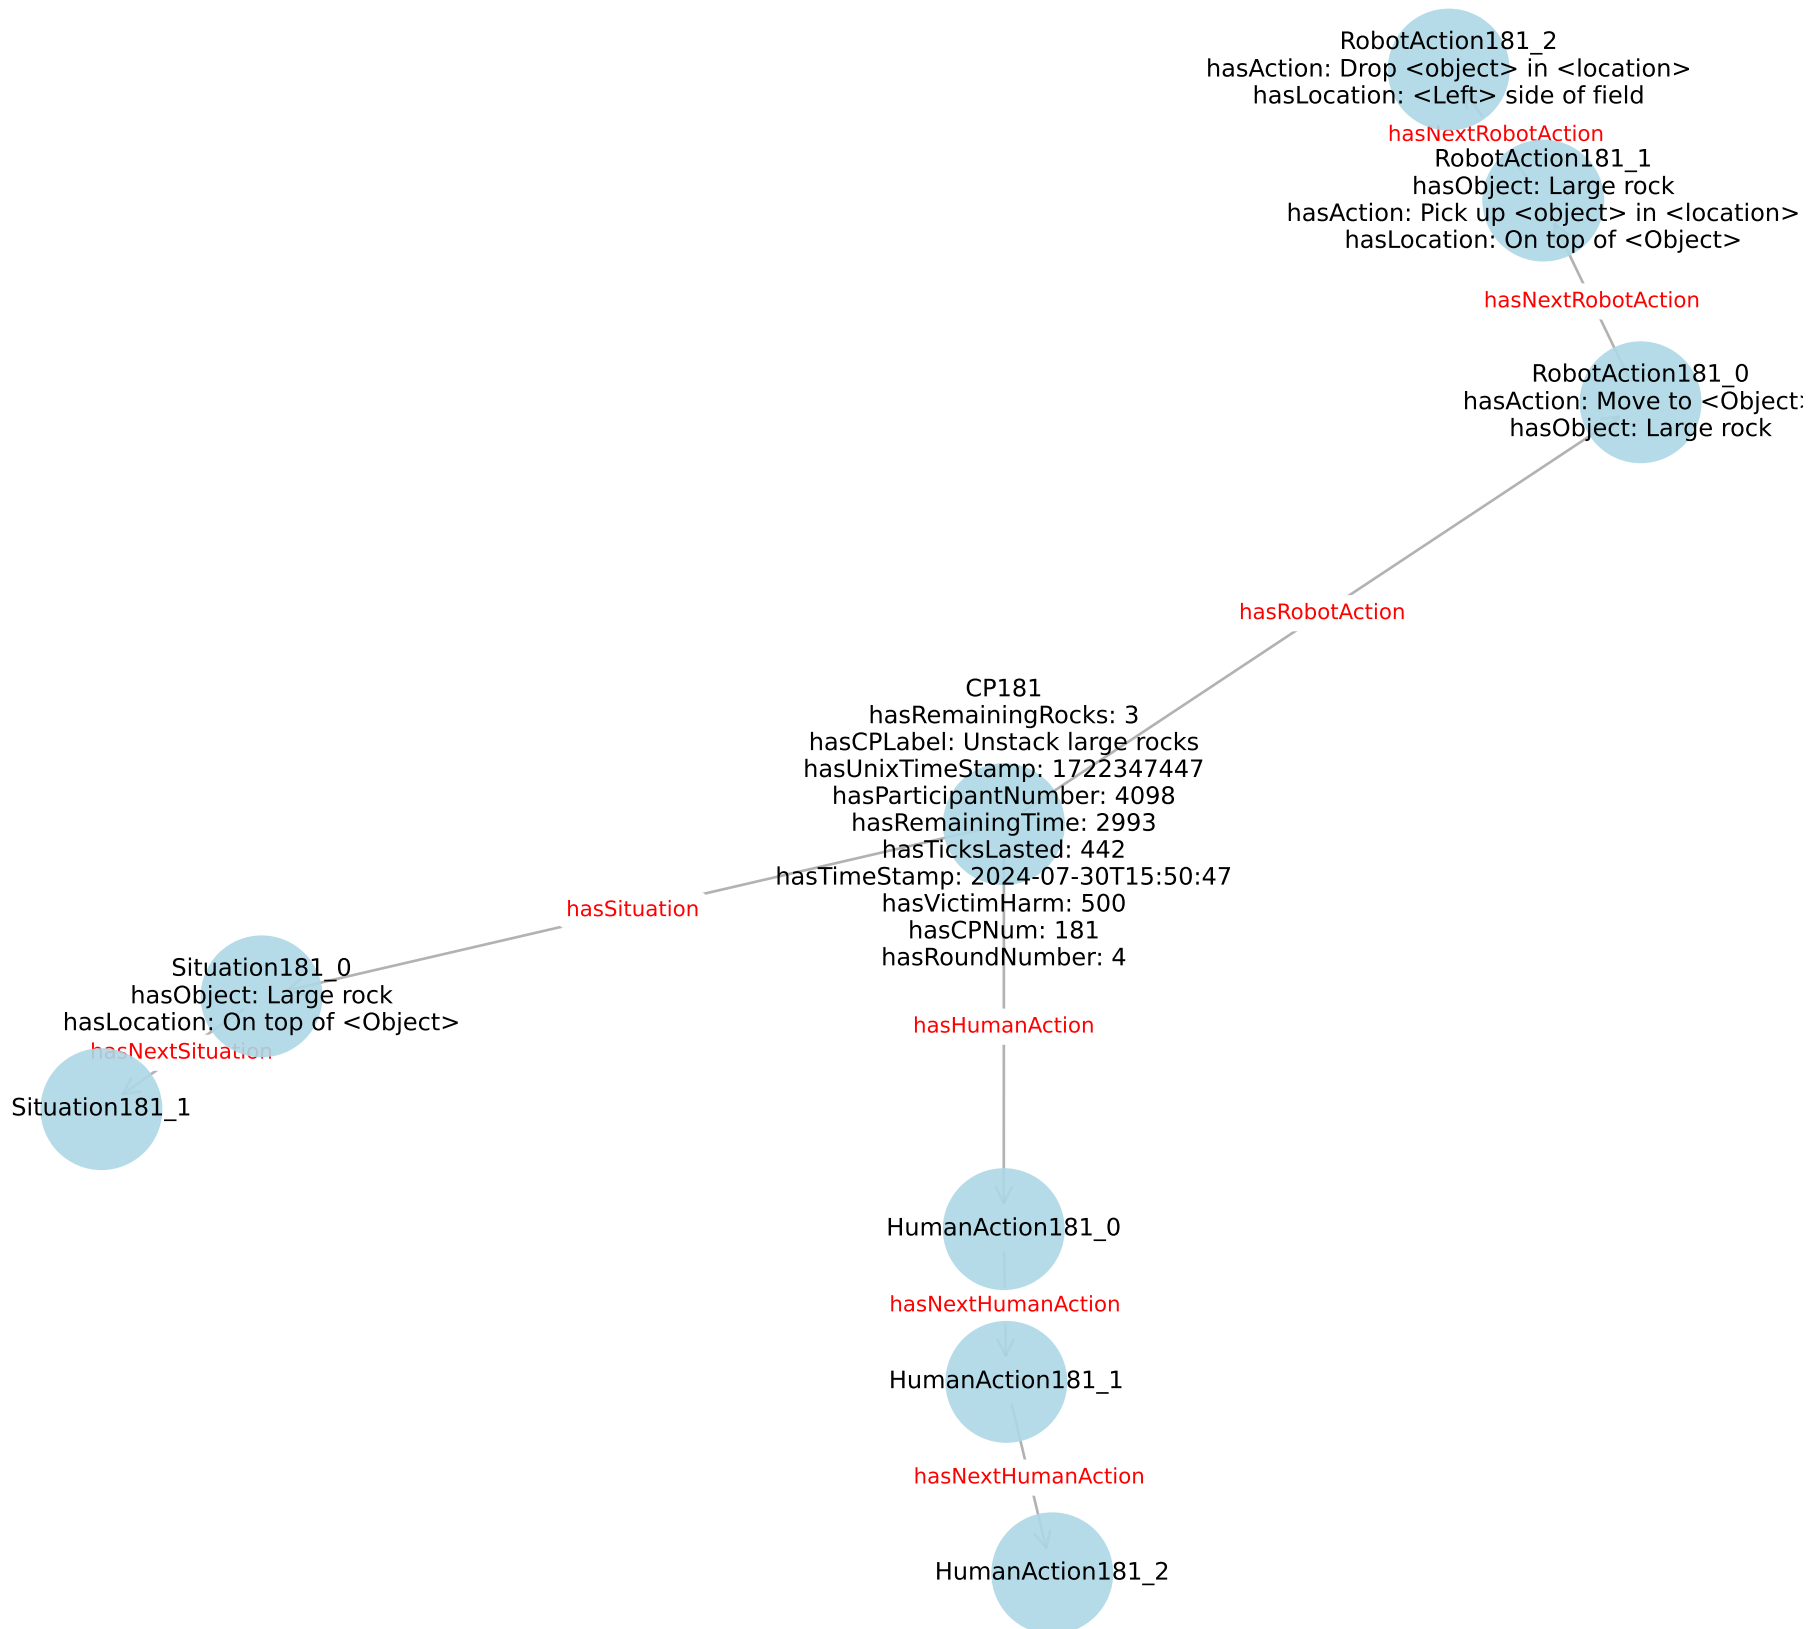 RobotAction181_2
hasAction: Drop <object> in <location>
hasLocation: <Left> side of field
hasNextRobotAction
RobotAction181_1
hasObject: Large rock
hasAction: Pick up <object> in <location>
hasLocation: On top of <Object>
hasNextRobotAction
RobotAction181_0
hasAction: Move to <Object>
hasObject: Large rock
hasRobotAction
CP181
hasRemainingRocks: 3
hasCPLabel: Unstack large rocks
hasUnixTimeStamp: 1722347447
hasParticipantNumber: 4098
hasRemainingTime: 2993
hasTicksLasted: 442
hasTimeStamp: 2024-07-30T15:50:47
hasVictimHarm: 500
hasCPNum: 181
hasRoundNumber: 4
hasSituation
Situation181_0
hasObject: Large rock
hasLocation: On top of <Object>
hasNextSituation
Situation181_1
hasHumanAction
HumanAction181_0
hasNextHumanAction
HumanAction181_1
hasNextHumanAction
HumanAction181_2